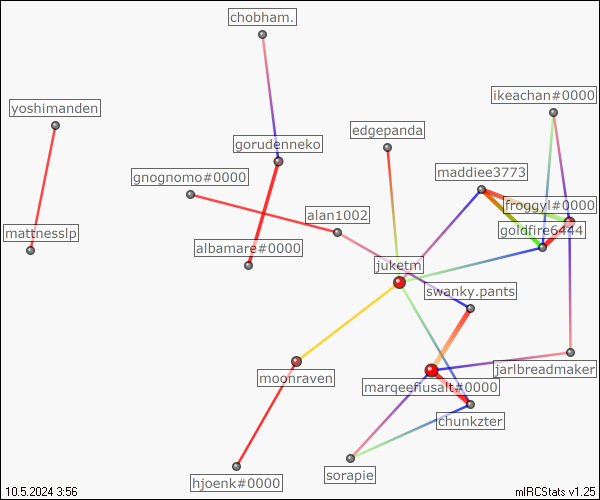 chobham.
ikeachan#0000
yoshimanden
edgepanda
gorudenneko
maddiee3773
gnognomo#0000
froggyl#0000
alan1002
goldfire6444
mattnesslp
albamare#0000
juketm
swanky.pants
jarlbreadmaker
moonraven
marqeeflusalt#0000
chunkzter
sorapie
hjoenk#0000
10.5.2024 3:56
mIRCStats v1.25